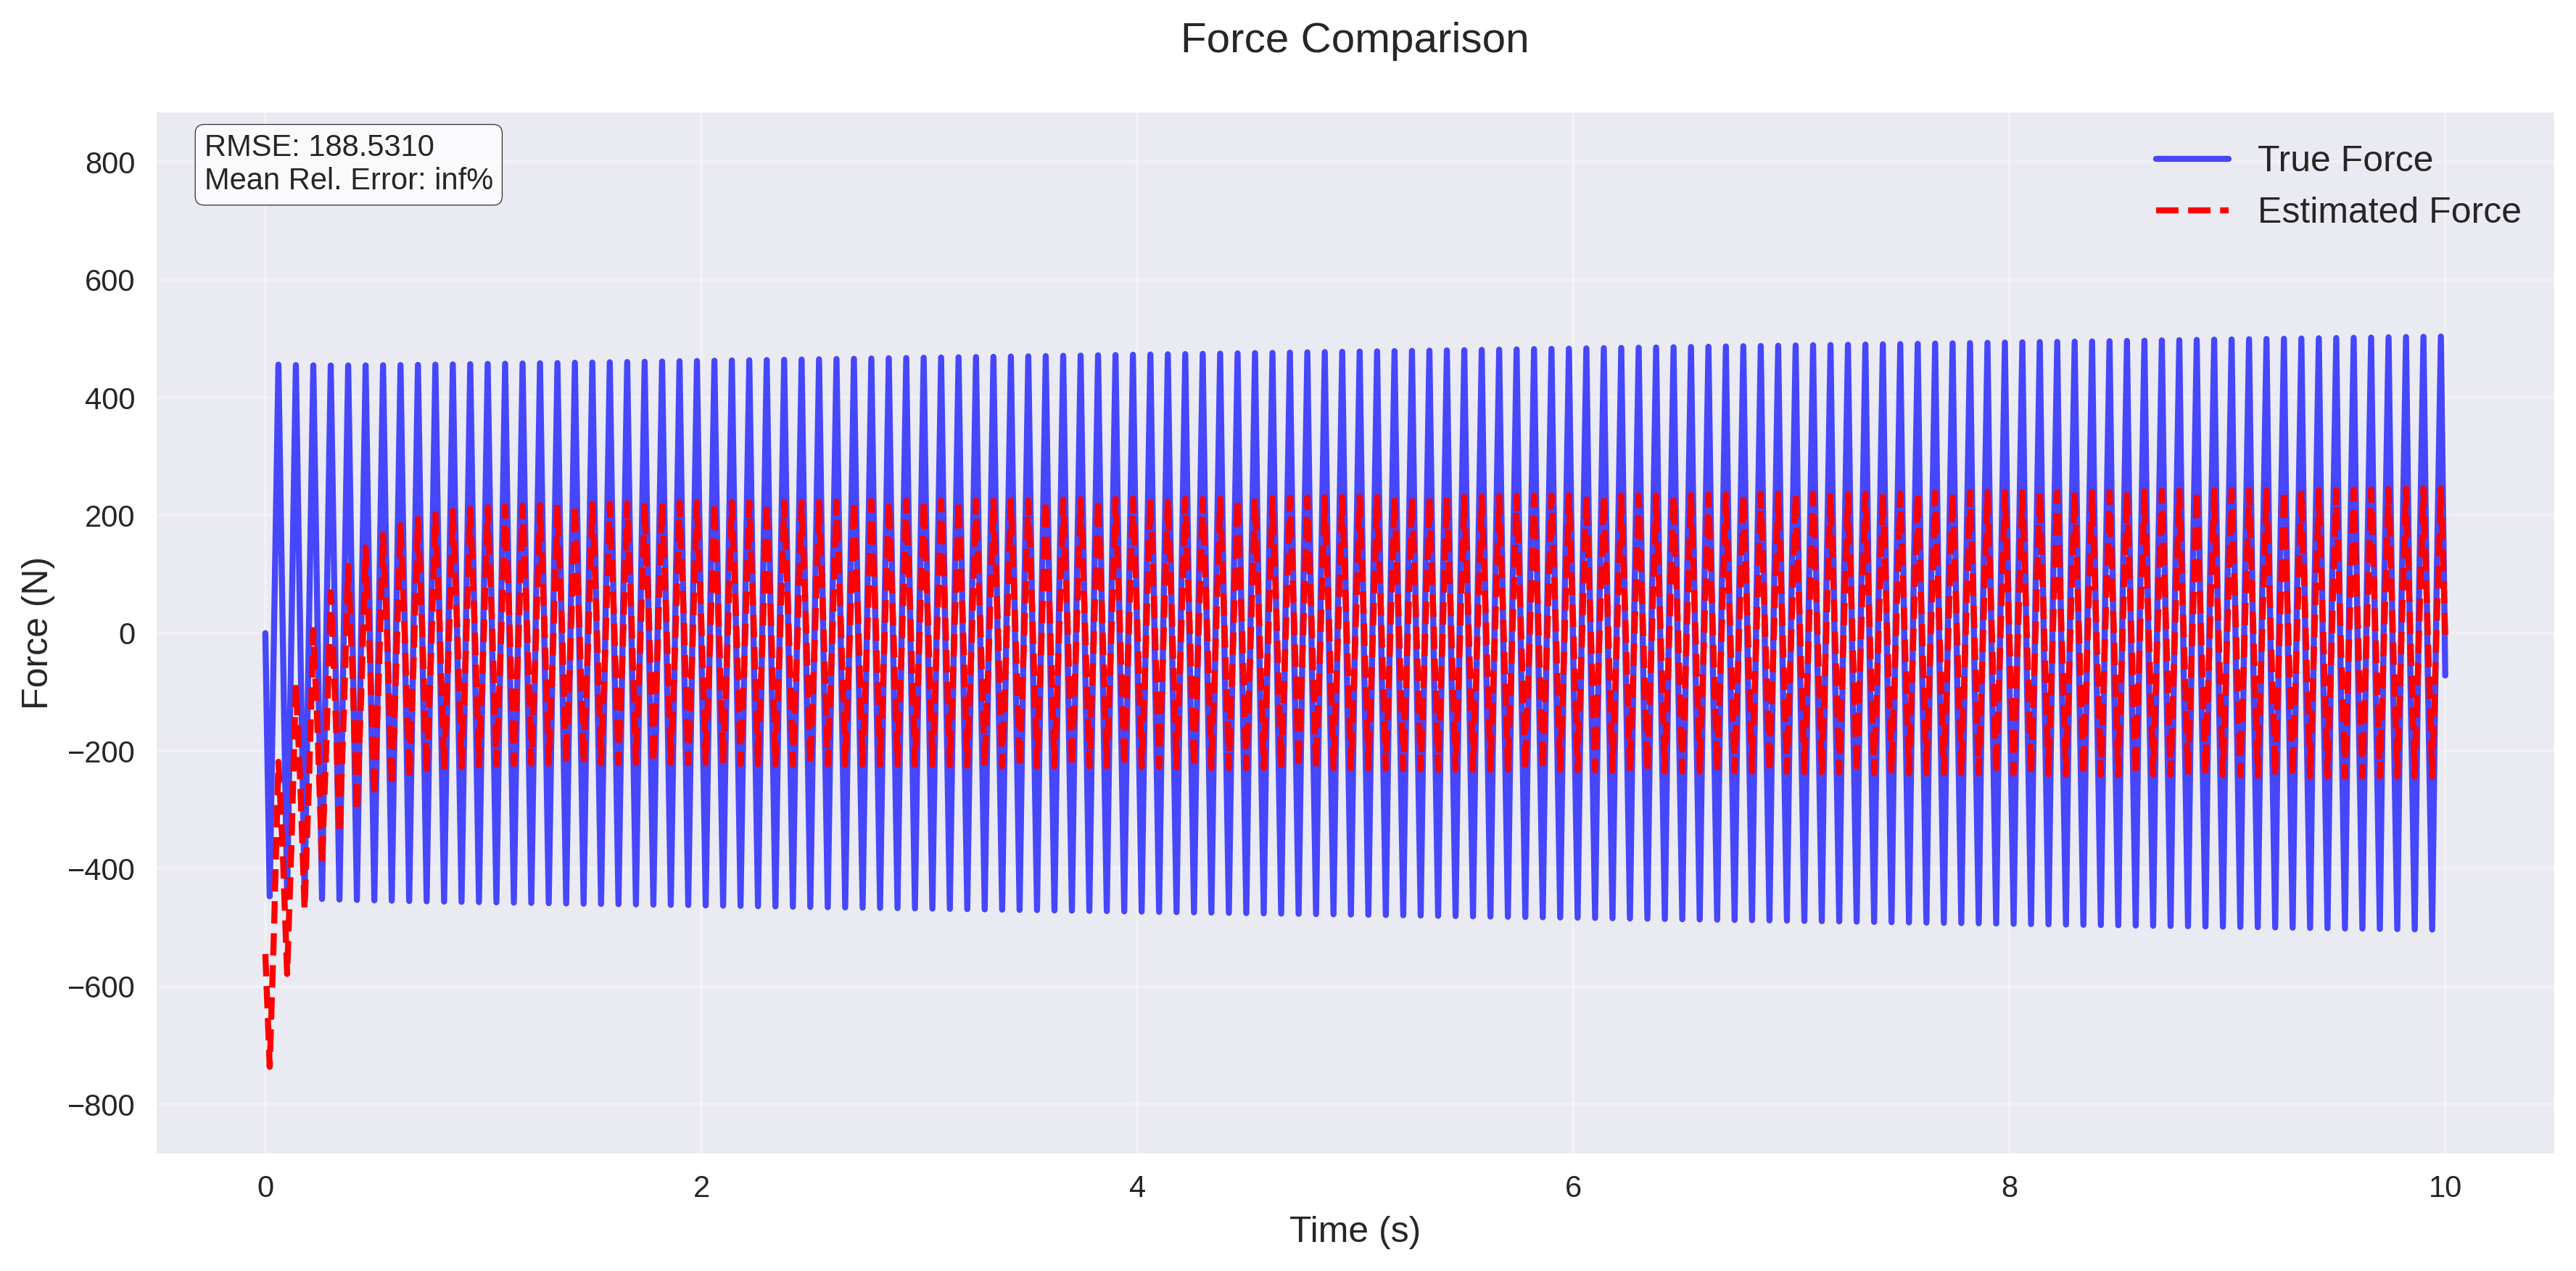 Force Comparison
RMSE: 188.5310
Mean Rel. Error: inf%
True Force
Estimated Force
Force (N)
800
600
400
200
0
−200
−400
−600
−800
0 2 4 6 8 10
Time (s)